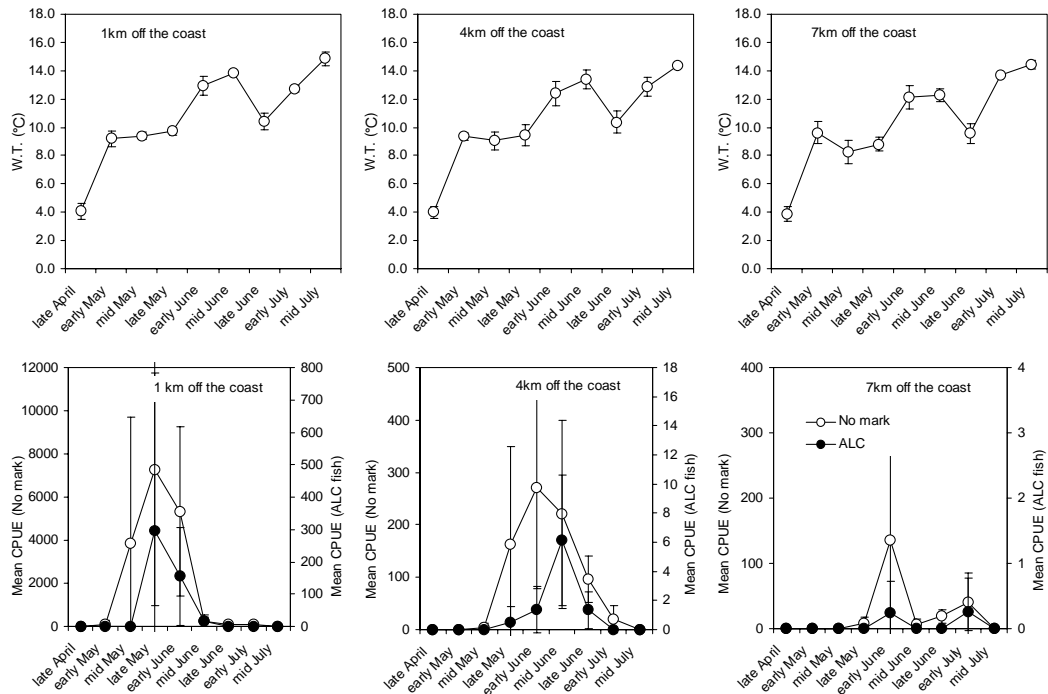 18.0
16.0
14.0
12.0
10.0
8.0
6.0
4.0
2.0
0.0
W.T. (°C)
1km off the coast
late April
early May
mid May
late May
early June
mid June
late June
early July
mid July
18.0
16.0
14.0
12.0
10.0
8.0
6.0
4.0
2.0
0.0
W.T. (°C)
4km off the coast
late April
early May
mid May
late May
early June
mid June
late June
early July
mid July
18.0
16.0
14.0
12.0
10.0
8.0
6.0
4.0
2.0
0.0
W.T. (°C)
7km off the coast
late April
early May
mid May
late May
early June
mid June
late June
early July
mid July
12000
10000
8000
6000
4000
2000
0
Mean CPUE (No mark)
1 km off the coast
800
700
600
500
400
300
200
100
0
Mean CPUE (ALC fish)
late April
early May
mid May
late May
early June
mid June
late June
early July
mid July
500
400
300
200
100
0
Mean CPUE (No mark)
4km off the coast
18
16
14
12
10
8
6
4
2
0
Mean CPUE (ALC fish)
late April
early May
mid May
late May
early June
mid June
late June
early July
mid July
400
300
200
100
0
Mean CPUE (No mark)
7km off the coast
No mark
ALC
4
3
2
1
0
Mean CPUE (ALC fish)
late April
early May
mid May
late May
early June
mid June
late June
early July
mid July